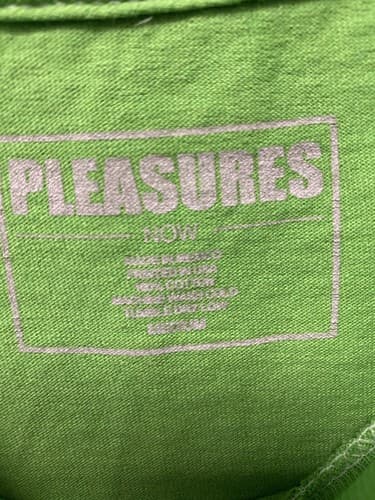 PLEASURES
NOW
MADE IN MEXICO
PRINTED IN USA
100% COTTON
MACHINE WASH COLD
TUMBLE DRY LOW
MEDIUM